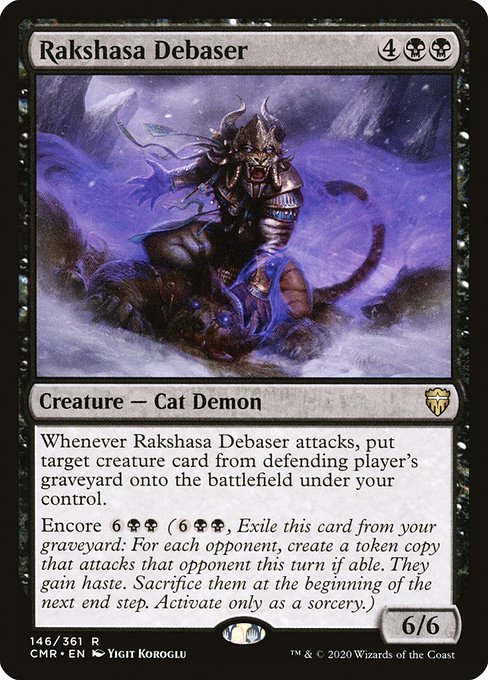 Rakshasa Debaser 4
Creature — Cat Demon
Whenever Rakshasa Debaser attacks, put
target creature card from defending player's
graveyard onto the battlefield under your
control.
Encore 6 (6, Exile this card from your
graveyard: For each opponent, create a token copy
that attacks that opponent this turn if able. They
gain haste. Sacrifice them at the beginning of the
next end step. Activate only as a sorcery.)
6/6
146/361 R
CMR • EN Yigit Koroglu
™ & © 2020 Wizards of the Coast